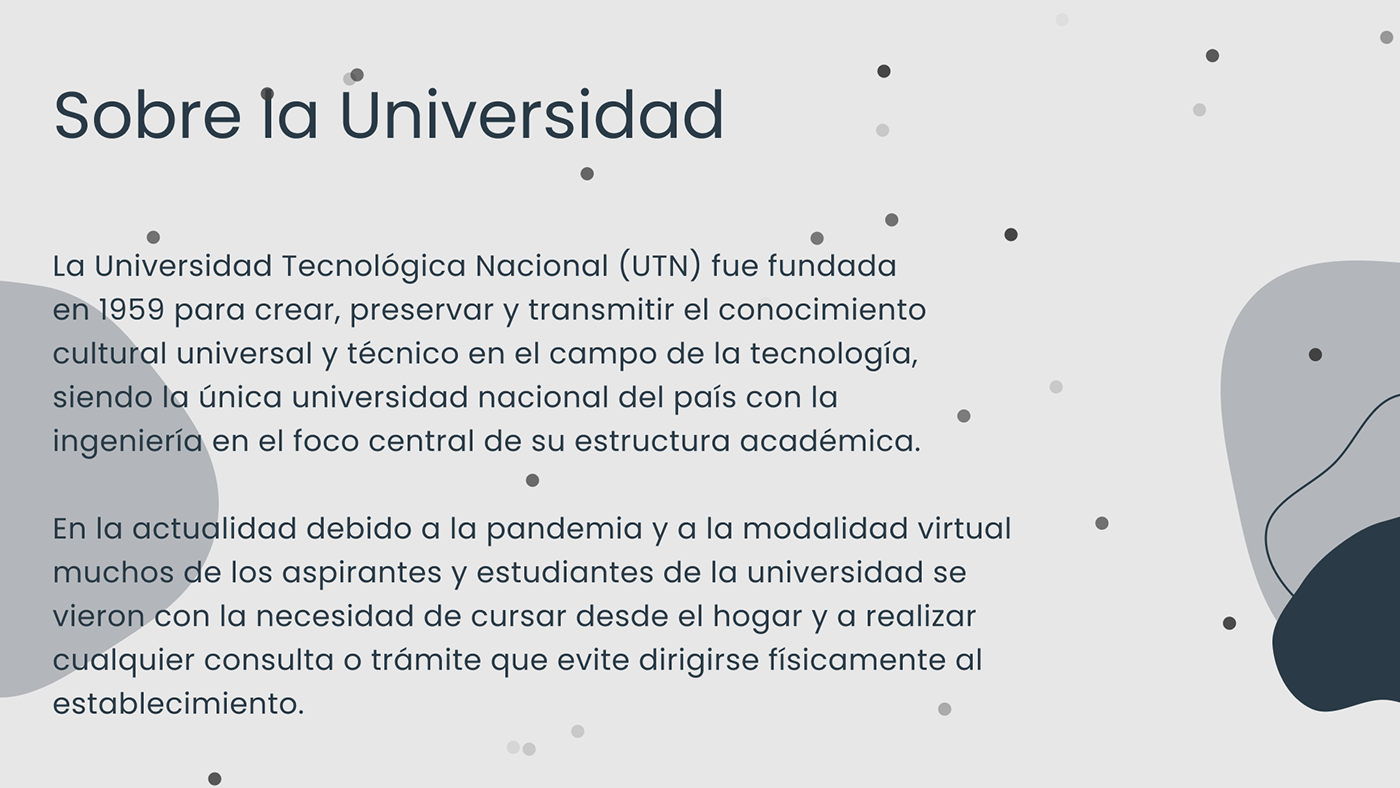 Sobre la Universidad
La Universidad Tecnológica Nacional (UTN) fue fundada
en 1959 para crear, preservar y transmitir el conocimiento
cultural universal y técnico en el campo de la tecnología,
siendo la única universidad nacional del país con la
ingeniería en el foco central de su estructura académica.
En la actualidad debido a la pandemia y a la modalidad virtual
muchos de los aspirantes y estudiantes de la universidad se
vieron con la necesidad de cursar desde el hogar y a realizar
cualquier consulta o trámite que evite dirigirse físicamente al
establecimiento.